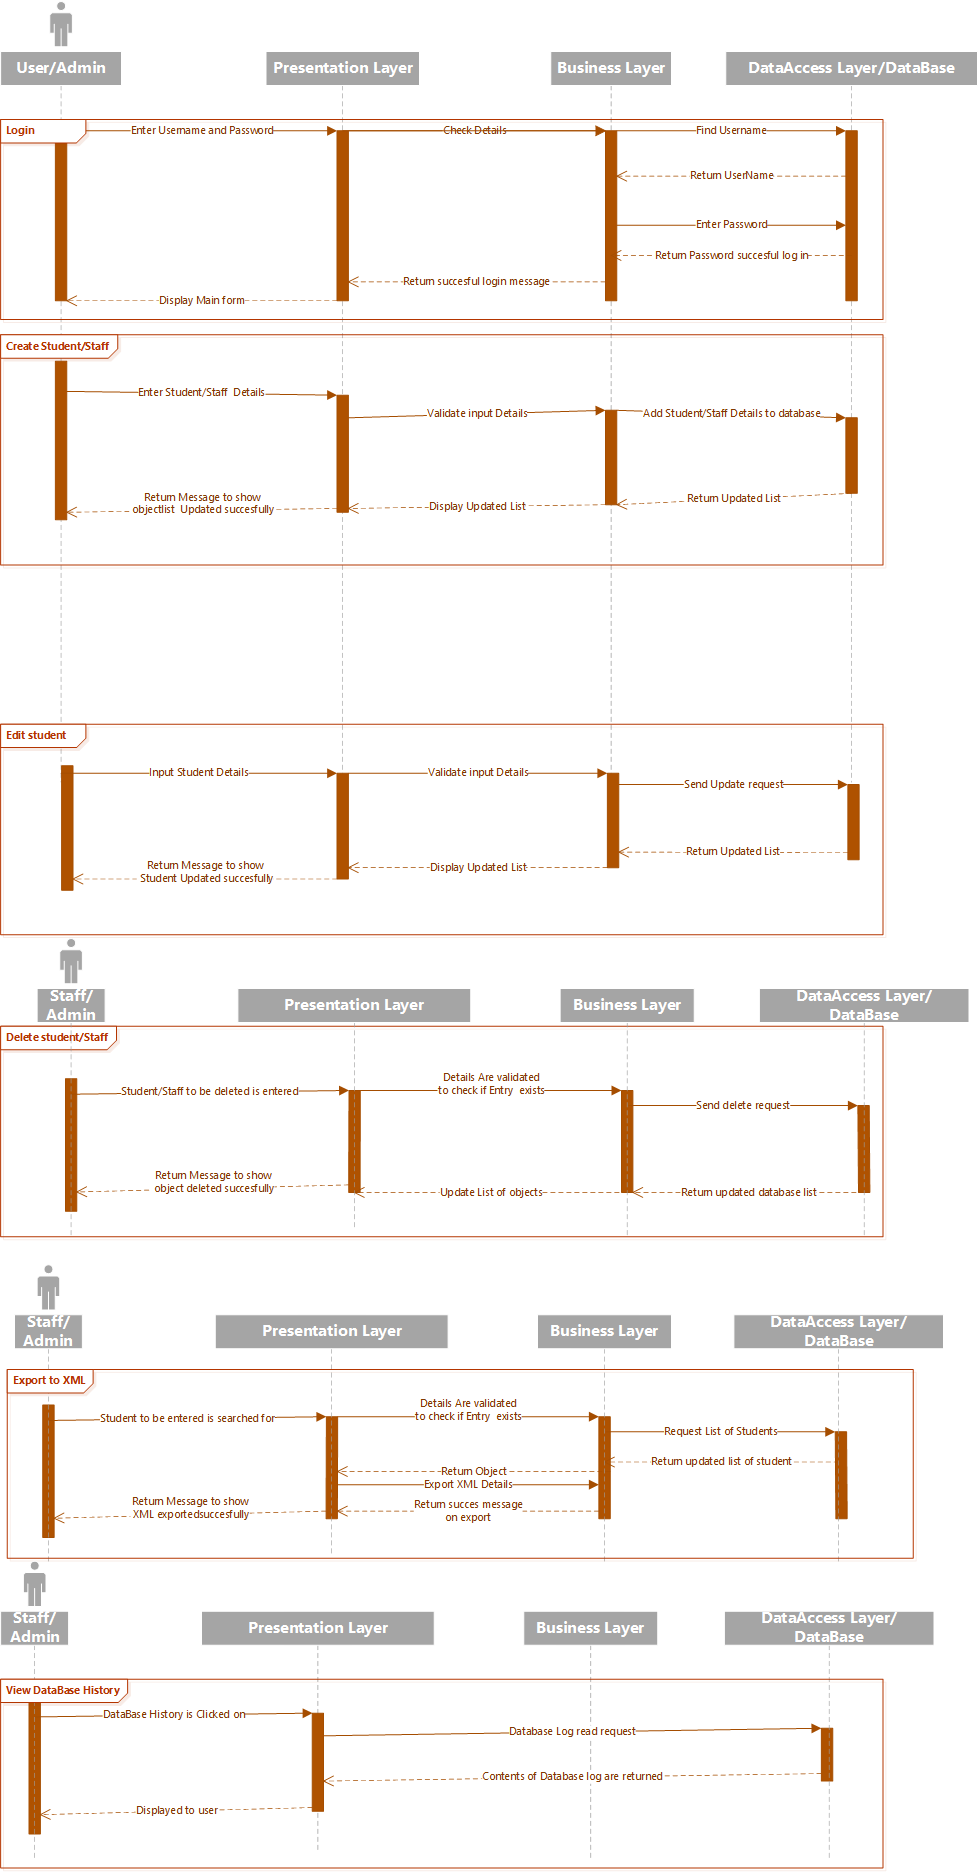 User/Admin
Presentation Layer
Business Layer
DataAccess Layer/DataBase
Login
Enter Username and Password
Check Details
Find Username
Return UserName
Enter Password
Return Password succesful log in
Return succesful login message
Display Main form
Create Student/Staff
Enter Student/Staff Details
Validate input Details
Add Student/Staff Details to database
Return Message to show
objectlist Updated succesfully
Display Updated List
Return Updated List
Edit student
Input Student Details
Validate input Details
Send Update request
Return Updated List
Return Message to show
Student Updated succesfully
Display Updated List
Staff/
Admin
Presentation Layer
Business Layer
DataAccess Layer/
DataBase
Delete student/Staff
Student/Staff to be deleted is entered
Details Are validated
to check if Entry exists
Send delete request
Return Message to show
object deleted succesfully
Update List of objects
Return updated database list
Staff/
Admin
Presentation Layer
Business Layer
DataAccess Layer/
DataBase
Export to XML
Student to be entered is searched for
Details Are validated
to check if Entry exists
Request List of Students
Return updated list of student
Return Object
Export XML Details
Return Message to show
XML exportedsuccesfully
Return succes message
on export
Staff/
Admin
Presentation Layer
Business Layer
DataAccess Layer/
DataBase
View DataBase History
DataBase History is Clicked on
Database Log read request
Contents of Database log are returned
Displayed to user